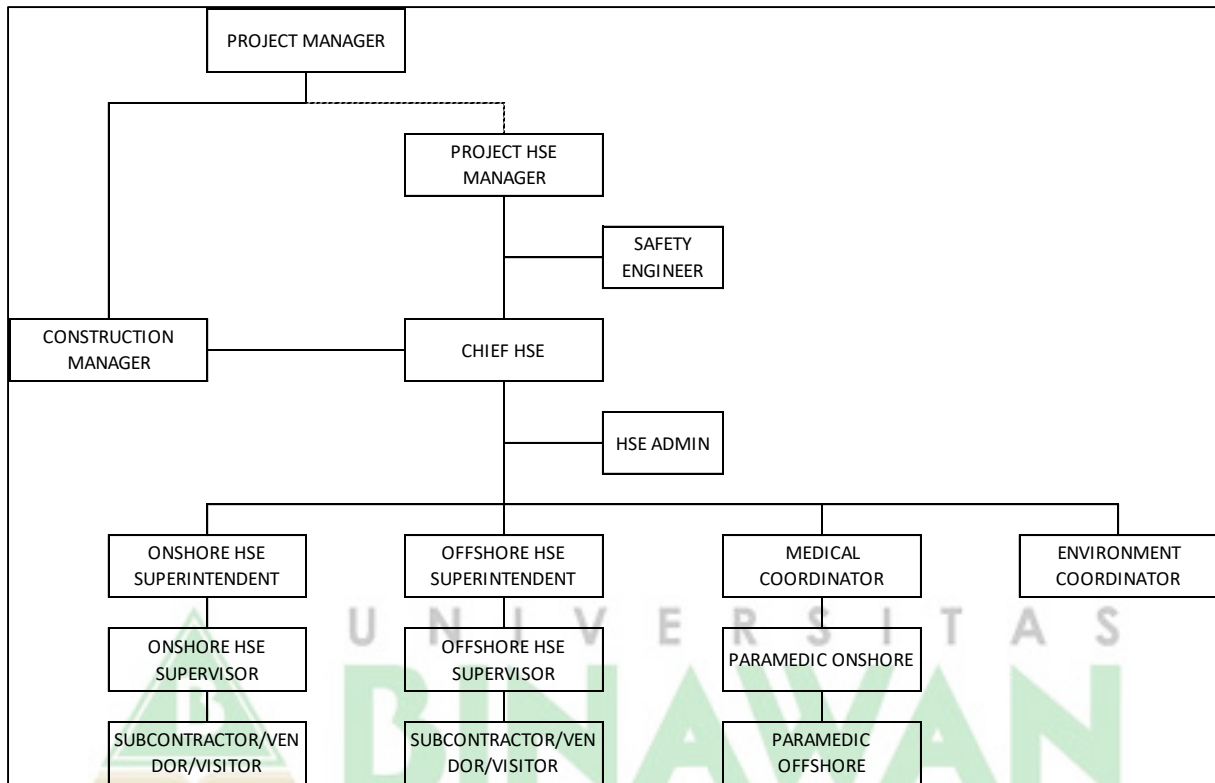 PROJECT MANAGER
PROJECT HSE
MANAGER
SAFETY
ENGINEER
CONSTRUCTION
MANAGER
CHIEF HSE
HSE ADMIN
ONSHORE HSE
SUPERINTENDENT
OFFSHORE HSE
SUPERINTENDENT
MEDICAL
COORDINATOR
ENVIRONMENT
COORDINATOR
UNIVERSITAS
BINAWAN
ONSHORE HSE
SUPERVISOR
OFFSHORE HSE
SUPERVISOR
PARAMEDIC ONSHORE
SUBCONTRACTOR/VEN
DOR/VISITOR
SUBCONTRACTOR/VEN
DOR/VISITOR
PARAMEDIC
OFFSHORE